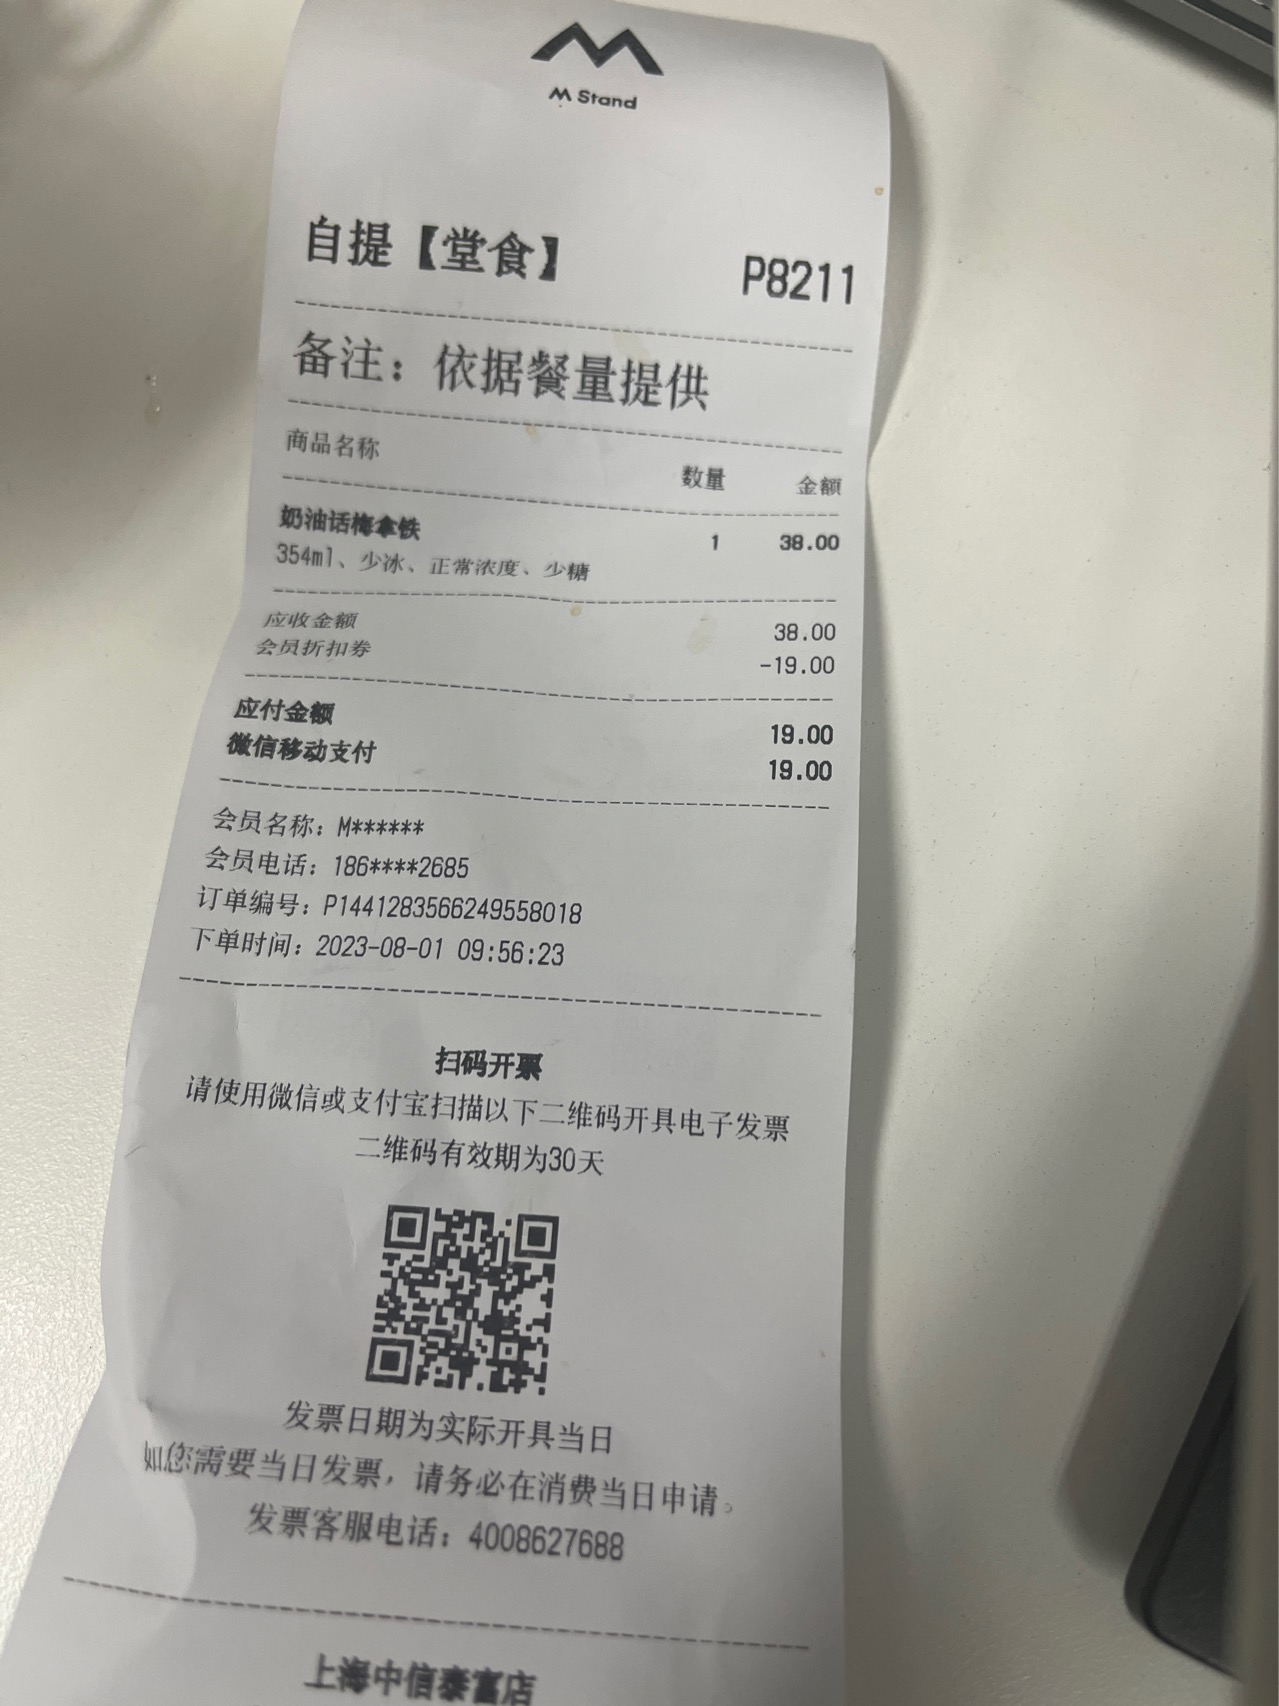 M Stand
自提【堂食】 P8211
备注：依据餐量提供
商品名称 数量 金额
奶油话梅拿铁 1 38.00
354ml、少冰、正常浓度、少糖
应收金额 38.00
会员折扣券 -19.00
应付金额 19.00
微信移动支付 19.00
会员名称：M******
会员电话：186****2685
订单编号：P1441283566249558018
下单时间：2023-08-01 09:56:23
扫码开票
请使用微信或支付宝扫描以下二维码开具电子发票
二维码有效期为30天
发票日期为实际开具当日
如您需要当日发票，请务必在消费当日申请。
发票客服电话：4008627688
上海中信泰富店